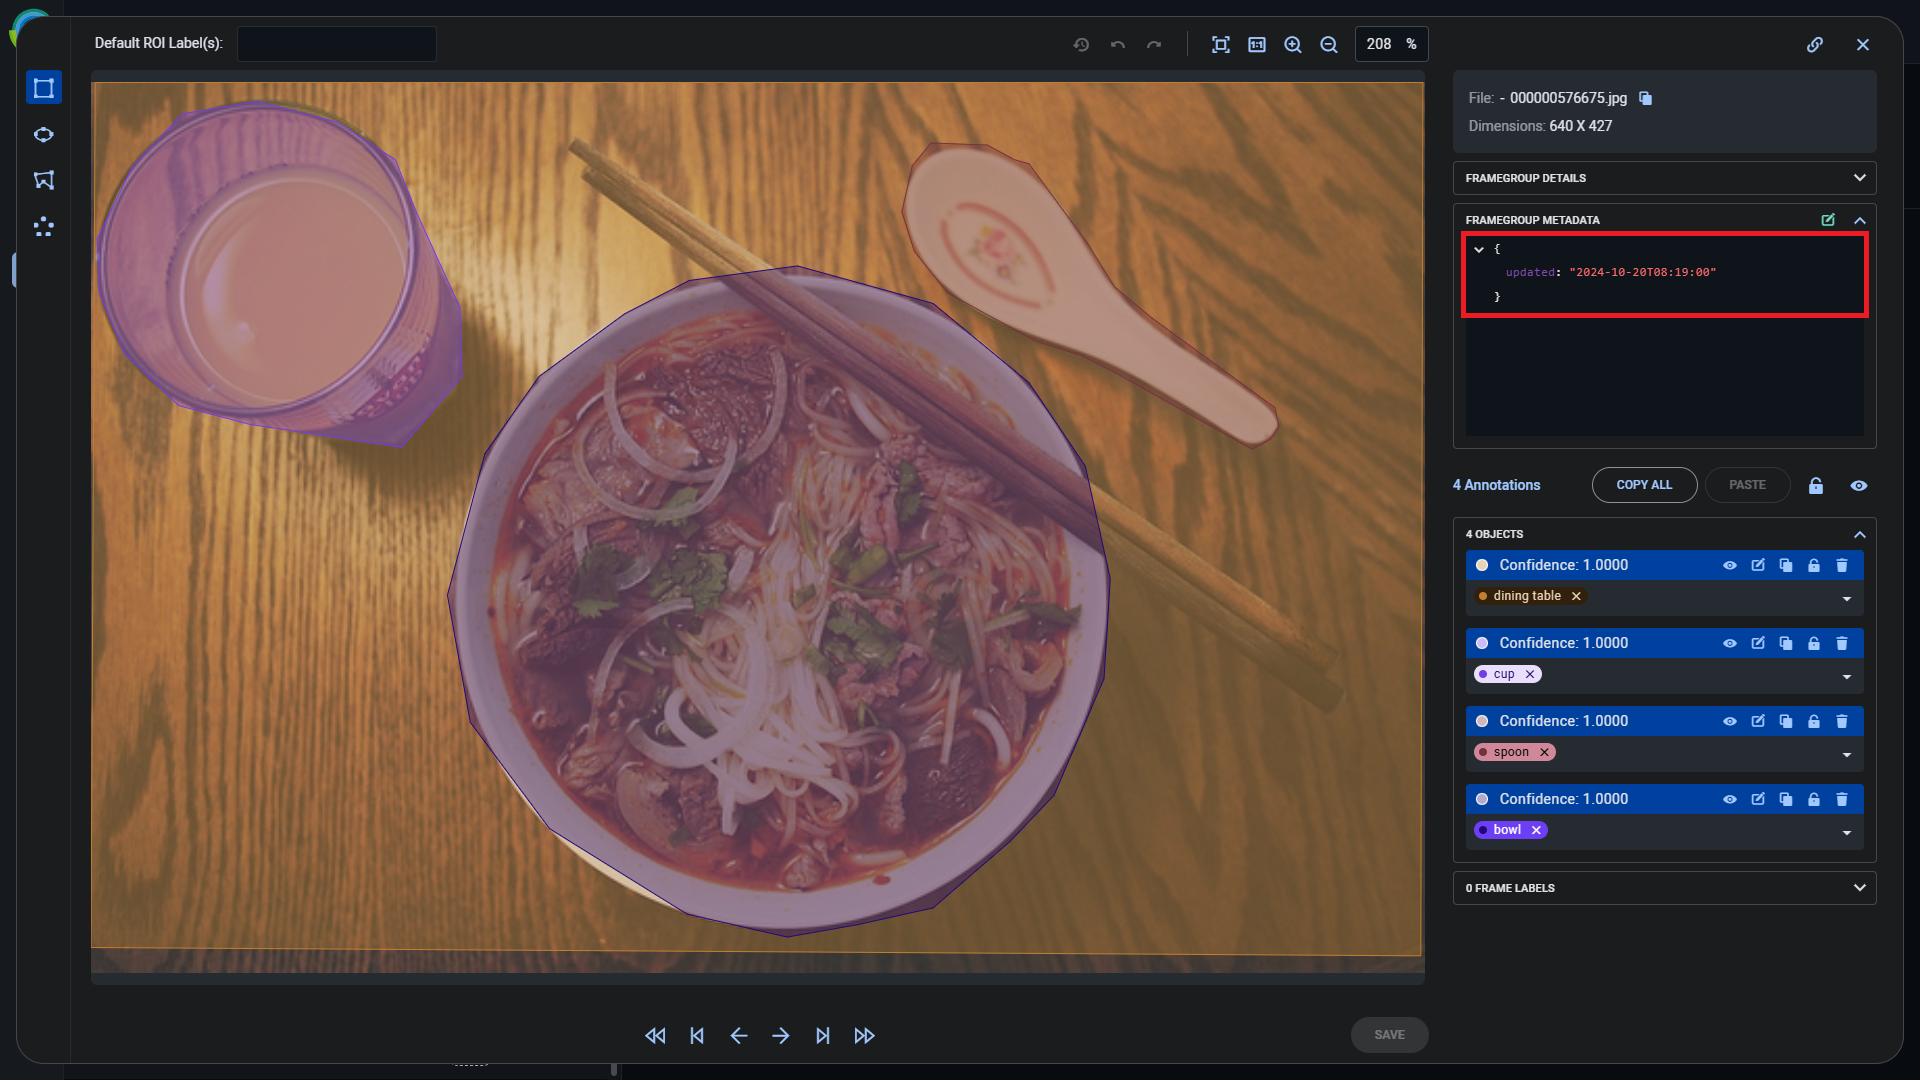 Default ROI Label(s):
208 %
File: - 000000576675.jpg
Dimensions: 640 X 427
FRAMEGROUP DETAILS
FRAMEGROUP METADATA
{
updated: "2024-10-20T08:19:00"
}
4 Annotations
COPY ALL
PASTE
4 OBJECTS
Confidence: 1.0000
dining table
Confidence: 1.0000
cup
Confidence: 1.0000
spoon
Confidence: 1.0000
bowl
0 FRAME LABELS
SAVE